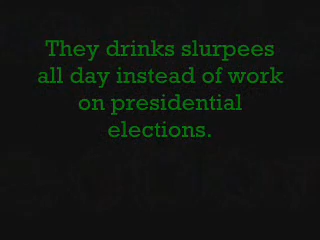 They drinks slurpees
all day instead of work
on presidential
elections.